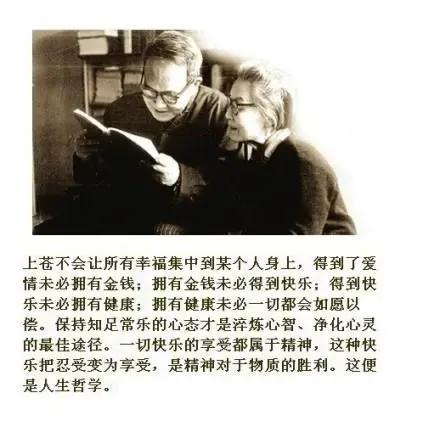 上苍不会让所有幸福集中到某个人身上，得到了爱
情未必拥有金钱；拥有金钱未必得到快乐；得到快
乐未必拥有健康；拥有健康未必一切都会如愿以
偿。保持知足常乐的心态才是淬炼心智、净化心灵
的最佳途径。一切快乐的享受都属于精神，这种快
乐把忍受变为享受，是精神对于物质的胜利。这便
是人生哲学。